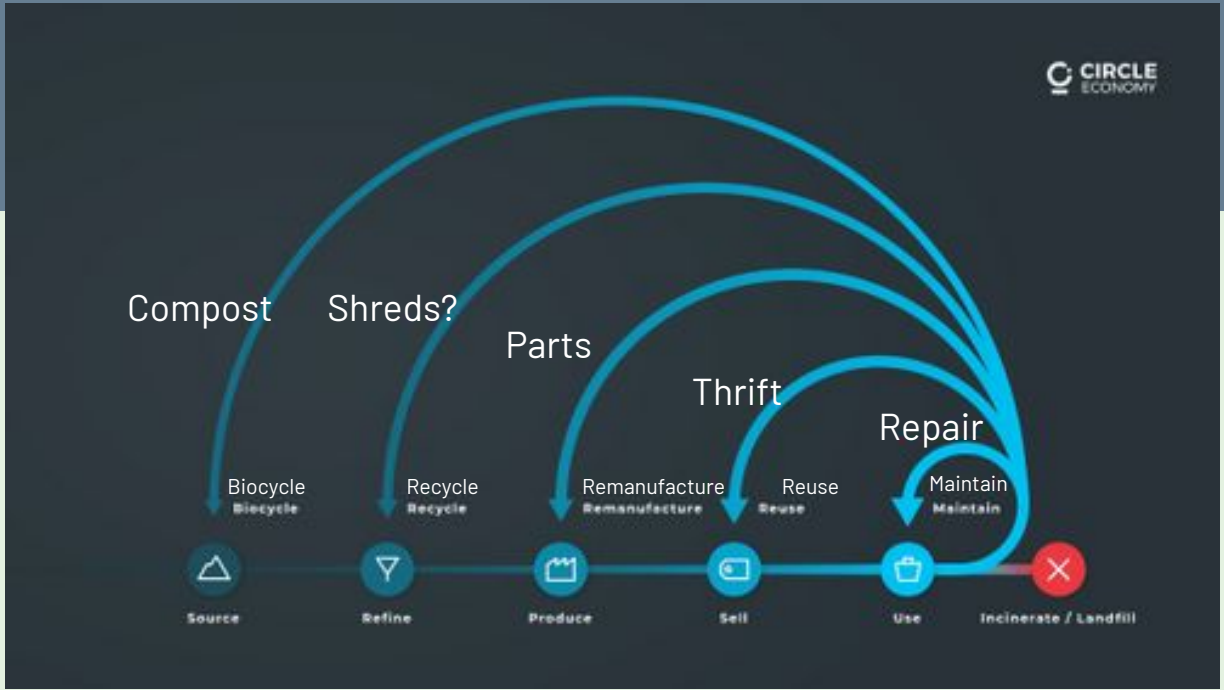 CIRCLE
ECONOMY
Compost Shreds?
Parts
Thrift
Repair
Biocycle Recycle Remanufacture Reuse Maintain
Biocycle Recycle Remanufacture Reuse Maintain
Source Refine Produce Sell Use Incinerate / Landfill